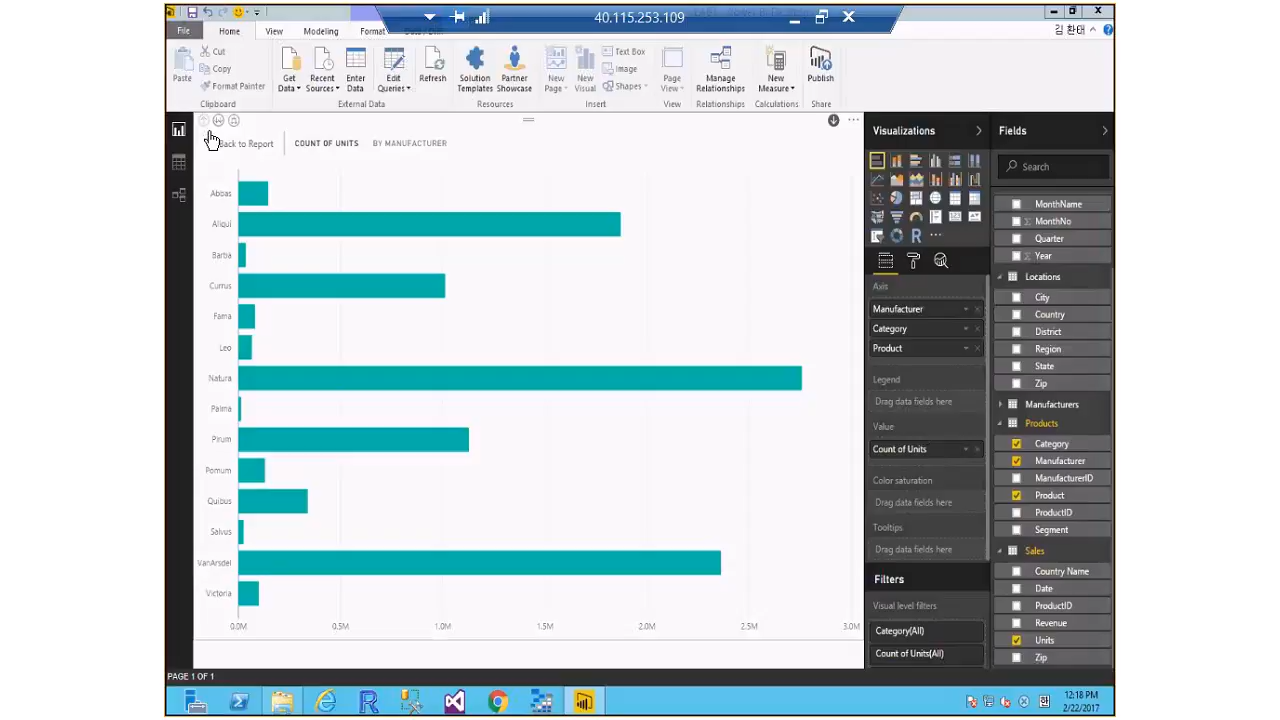 40.115.253.109
File Home View Modeling Format
김 환태
Cut
Copy
Format Painter
Paste
Get Data
Recent Sources
Enter Data
Edit Queries
Refresh
Solution Templates
Partner Showcase
New Page
New Visual
Text Box
Image
Shapes
Page View
Manage Relationships
New Measure
Publish
Clipboard External Data Resources Insert View Relationships Calculations Share
Back to Report COUNT OF UNITS BY MANUFACTURER
Abbas
Aliqui
Barba
Currus
Fama
Leo
Natura
Palma
Pirum
Pomum
Quibus
Salvus
VanArsdel
Victoria
0.0M 0.5M 1.0M 1.5M 2.0M 2.5M 3.0M
Visualizations
R
Axis
Manufacturer
Category
Product
Legend
Drag data fields here
Value
Count of Units
Color saturation
Drag data fields here
Tooltips
Drag data fields here
Filters
Visual level filters
Category(All)
Count of Units(All)
Fields
Search
MonthName
MonthNo
Quarter
Year
Locations
City
Country
District
Region
State
Zip
Manufacturers
Products
Category
Manufacturer
ManufacturerID
Product
ProductID
Segment
Sales
Country Name
Date
ProductID
Revenue
Units
Zip
PAGE 1 OF 1
12:18 PM
2/22/2017